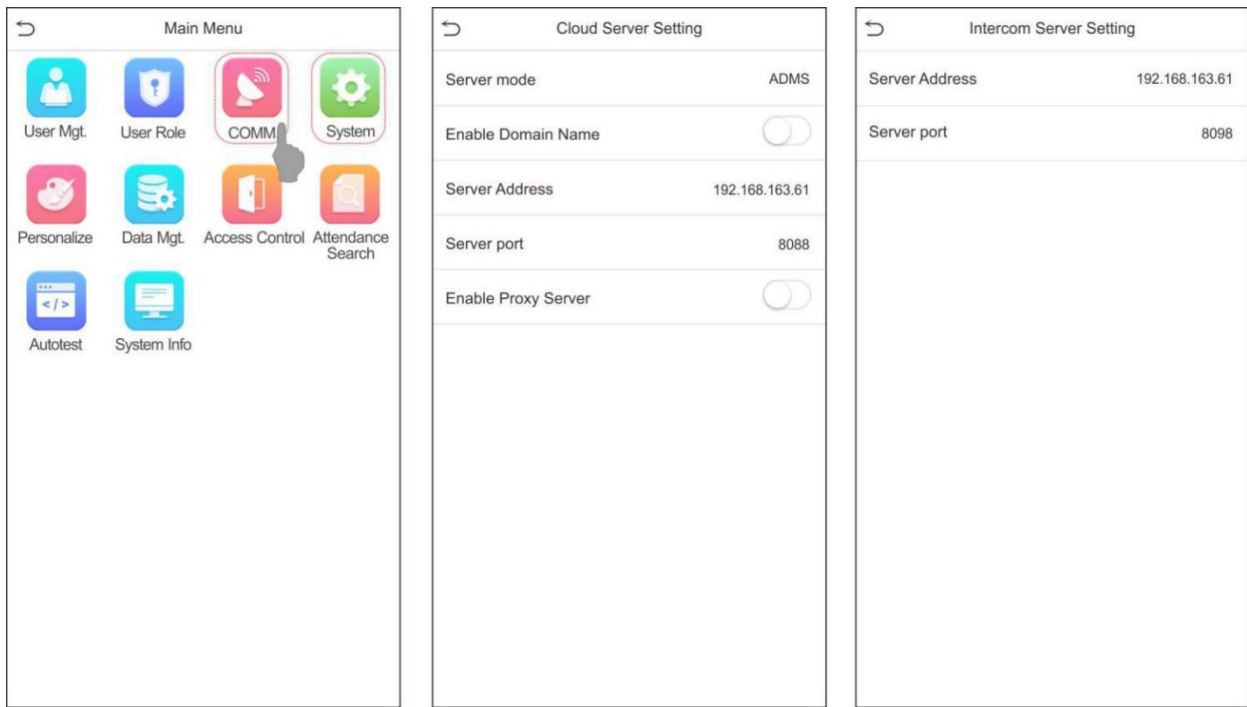 Main Menu
User Mgt.
User Role
COMM.
System
Personalize
Data Mgt.
Access Control
Attendance
Search
Autotest
System Info
Cloud Server Setting
Server mode ADMS
Enable Domain Name
Server Address 192.168.163.61
Server port 8088
Enable Proxy Server
Intercom Server Setting
Server Address 192.168.163.61
Server port 8098